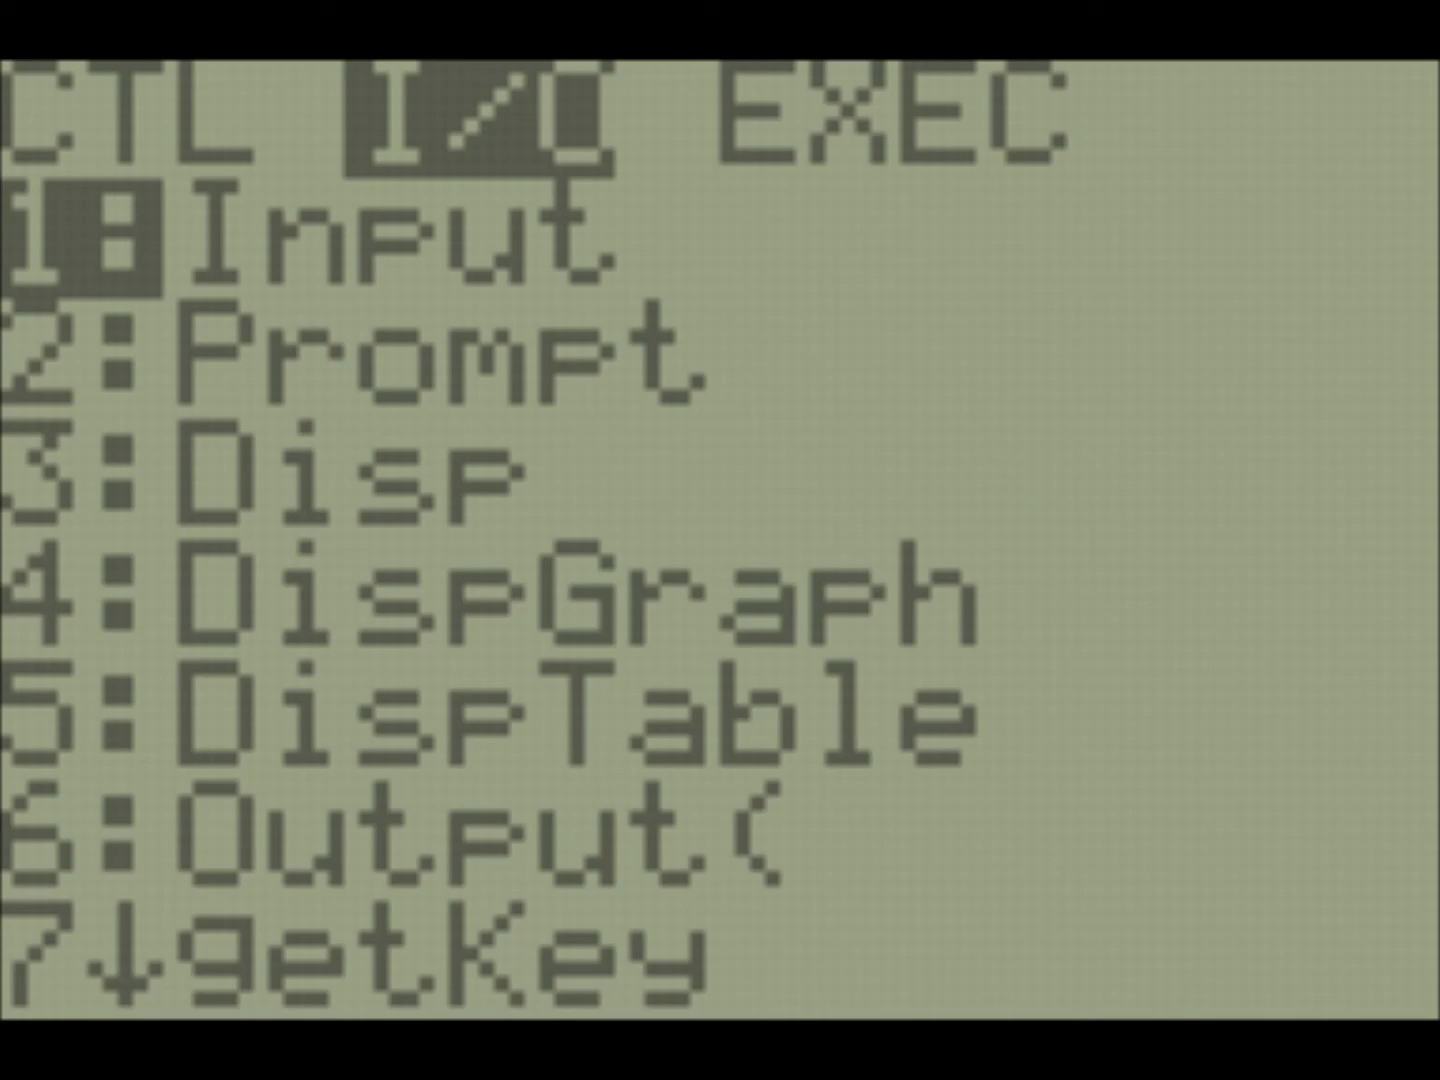 CTL I/O EXEC
1:Input
2:Prompt
3:Disp
4:DispGraph
5:DispTable
6:Output(
7↓getKey